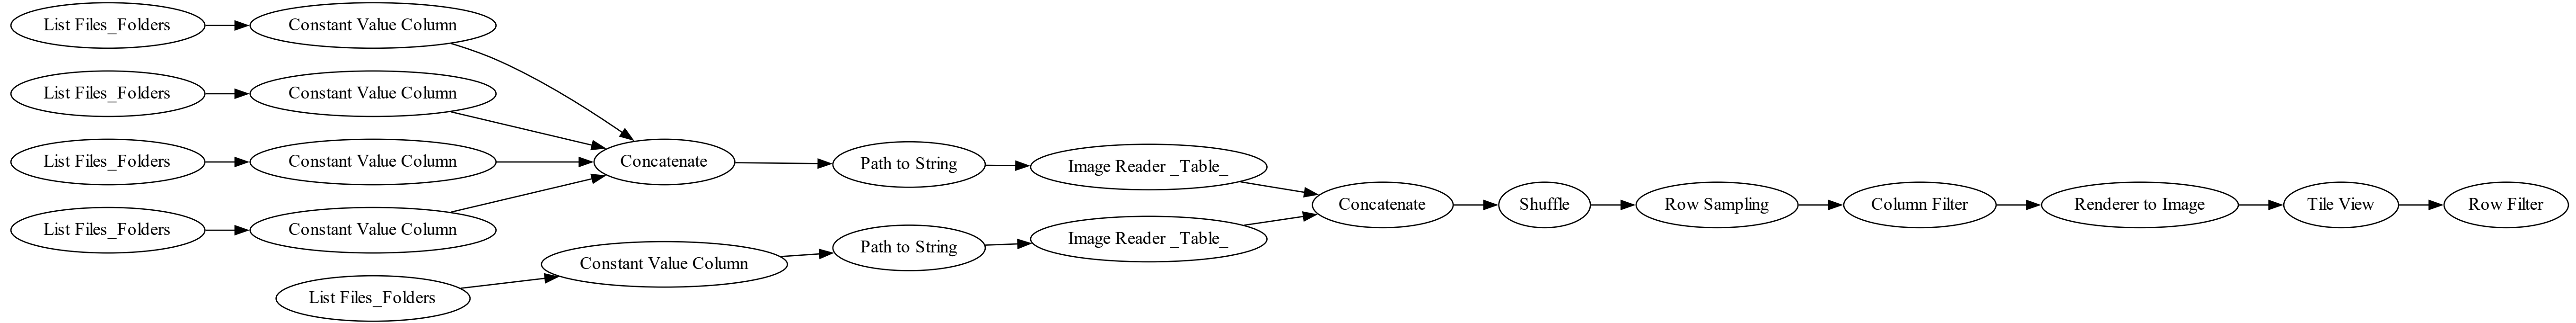 List Files_Folders
Constant Value Column
List Files_Folders
Constant Value Column
List Files_Folders
Constant Value Column
List Files_Folders
Constant Value Column
List Files_Folders
Constant Value Column
Concatenate
Path to String
Image Reader _Table_
Path to String
Image Reader _Table_
Concatenate
Shuffle
Row Sampling
Column Filter
Renderer to Image
Tile View
Row Filter